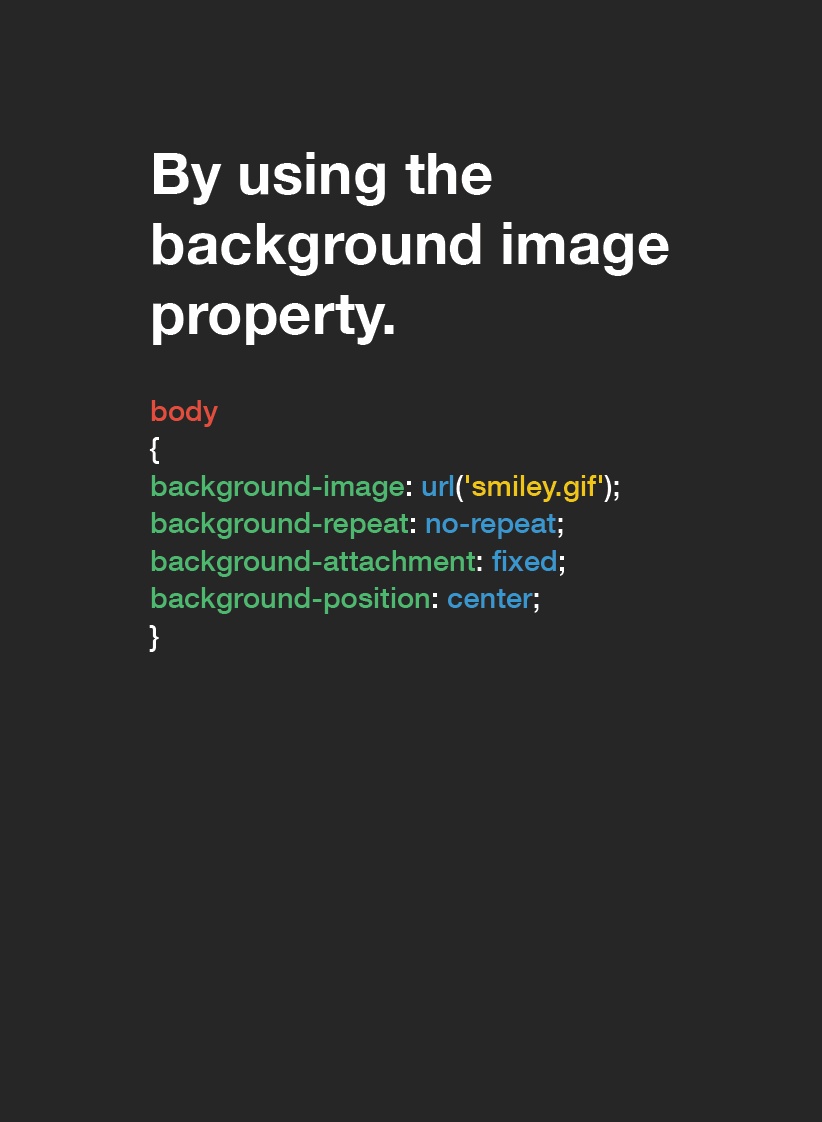 By using the
background image
property.
body
{
background-image: url('smiley.gif');
background-repeat: no-repeat;
background-attachment: fixed;
background-position: center;
}